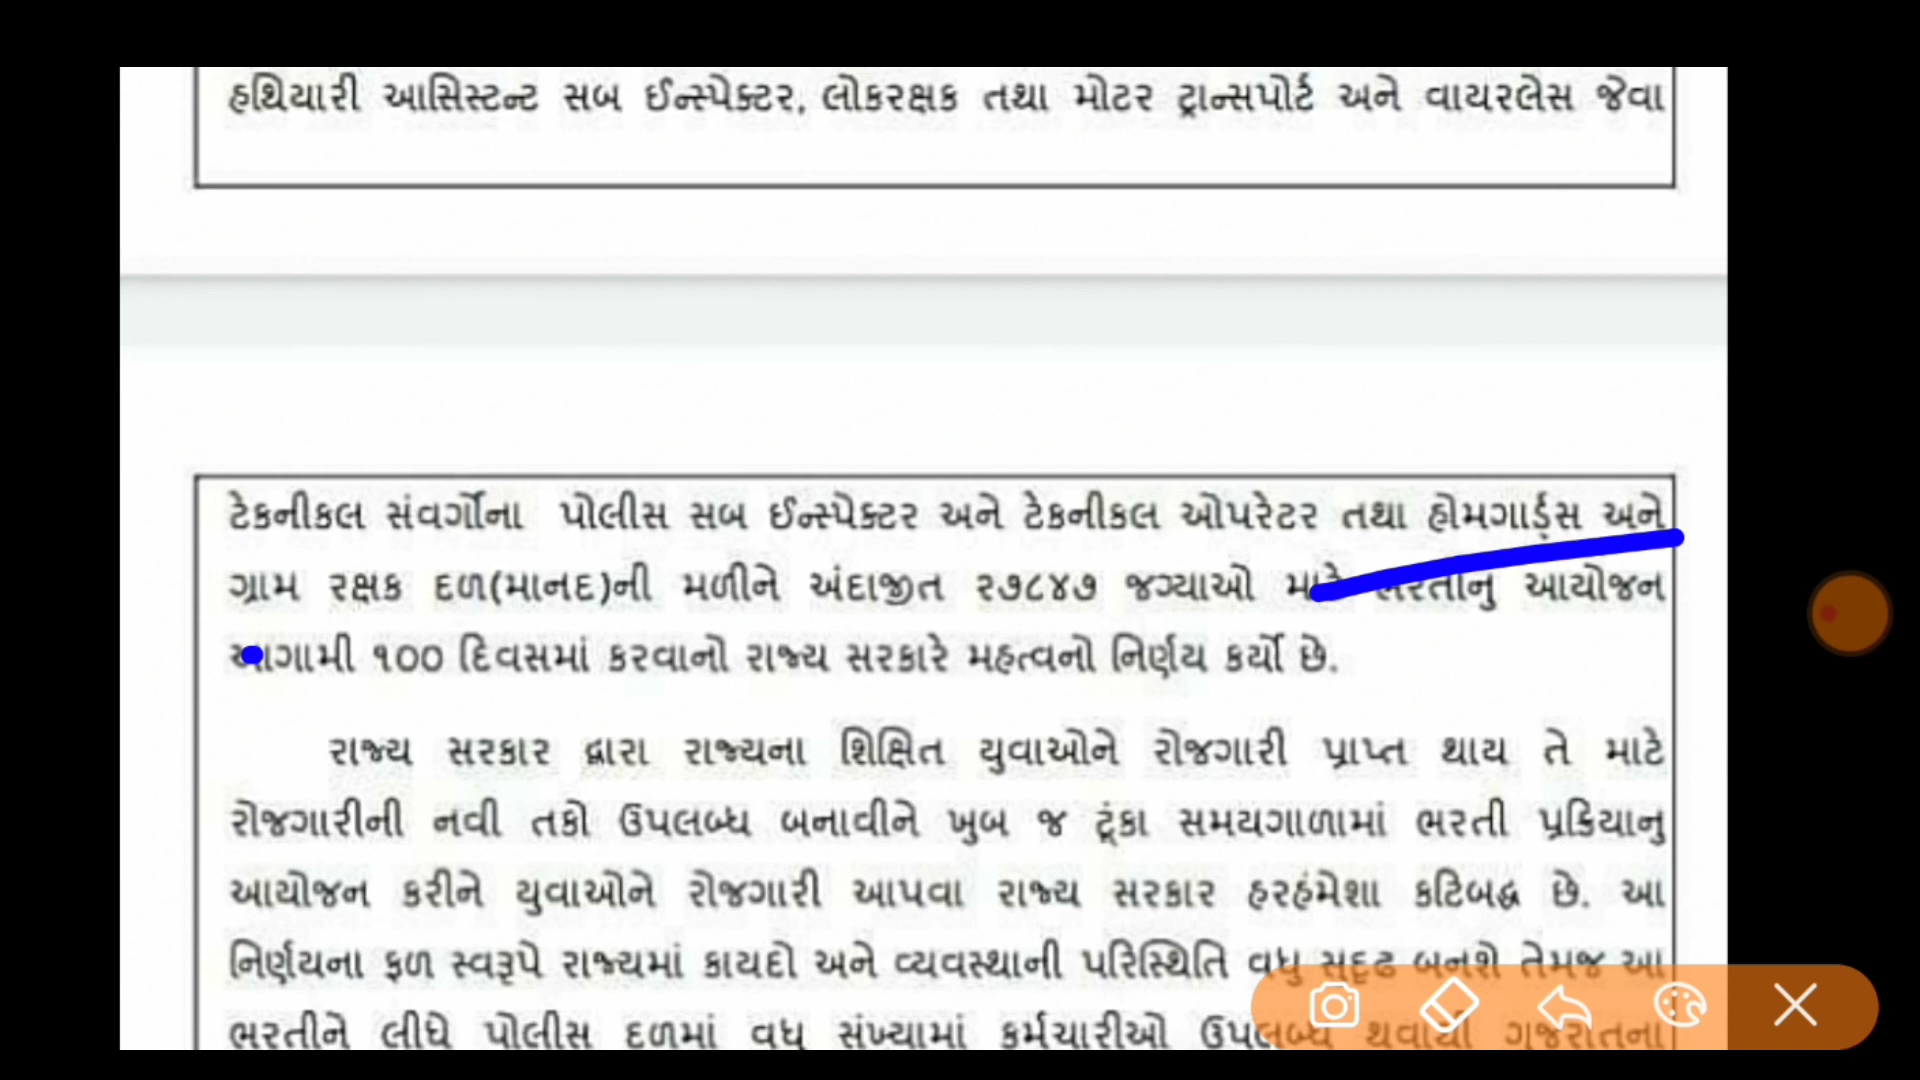 હથિયારી આસિસ્ટન્ટ સબ ઈન્સ્પેક્ટર, લોકરક્ષક તથા મોટર ટ્રાન્સપોર્ટ અને વાયરલેસ જેવા
ટેકનીકલ સંવર્ગોના પોલીસ સબ ઈન્સ્પેક્ટર અને ટેકનીકલ ઓપરેટર તથા હોમગાર્ડ્સ અને
ગ્રામ રક્ષક દળ(માનદ)ની મળીને અંદાજીત ૨૭૮૪૭ જગ્યાઓ માટે ભરતીનુ આયોજન
આગામી ૧૦૦ દિવસમાં કરવાનો રાજ્ય સરકારે મહત્વનો નિર્ણય કર્યો છે.
રાજ્ય સરકાર દ્વારા રાજ્યના શિક્ષિત યુવાઓને રોજગારી પ્રાપ્ત થાય તે માટે
રોજગારીની નવી તકો ઉપલબ્ધ બનાવીને ખુબ જ ટૂંકા સમયગાળામાં ભરતી પ્રક્રિયાનુ
આયોજન કરીને યુવાઓને રોજગારી આપવા રાજ્ય સરકાર હરહંમેશા કટિબદ્ધ છે. આ
નિર્ણયના ફળ સ્વરૂપે રાજ્યમાં કાયદો અને વ્યવસ્થાની પરિસ્થિતિ વધુ સુદૃઢ બનશે તેમજ આ
ભરતીને લીધે પોલીસ દળમાં વધુ સંખ્યામાં કર્મચારીઓ ઉપલબ્ધ થવાથી ગુજરાતના